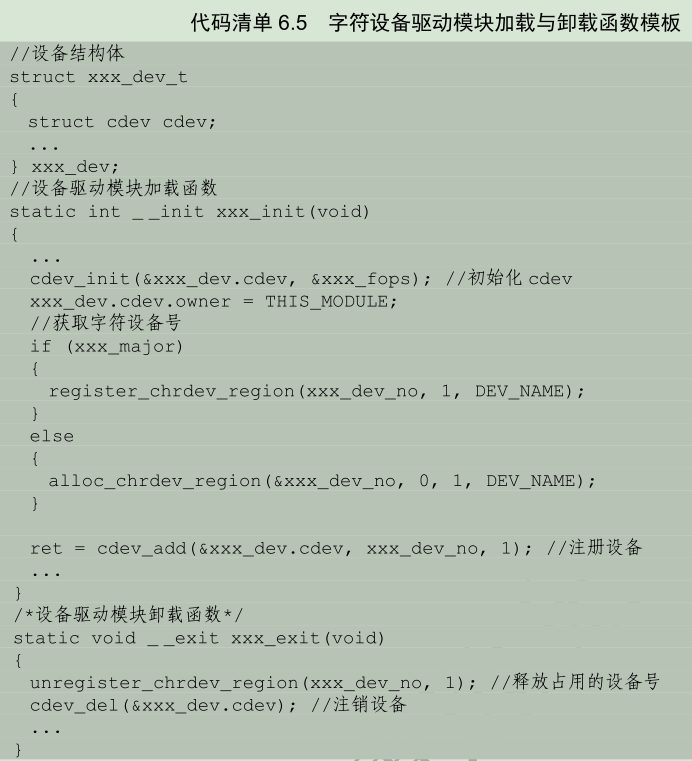 代码清单 6.5 字符设备驱动模块加载与卸载函数模板
//设备结构体
struct xxx_dev_t
{
  struct cdev cdev;
  ...
} xxx_dev;
//设备驱动模块加载函数
static int _ _init xxx_init(void)
{
  ...
  cdev_init(&xxx_dev.cdev, &xxx_fops); //初始化 cdev
  xxx_dev.cdev.owner = THIS_MODULE;
  //获取字符设备号
  if (xxx_major)
  {
    register_chrdev_region(xxx_dev_no, 1, DEV_NAME);
  }
  else
  {
    alloc_chrdev_region(&xxx_dev_no, 0, 1, DEV_NAME);
  }

  ret = cdev_add(&xxx_dev.cdev, xxx_dev_no, 1); //注册设备
  ...
}
/*设备驱动模块卸载函数*/
static void _ _exit xxx_exit(void)
{
  unregister_chrdev_region(xxx_dev_no, 1); //释放占用的设备号
  cdev_del(&xxx_dev.cdev); //注销设备
  ...
}